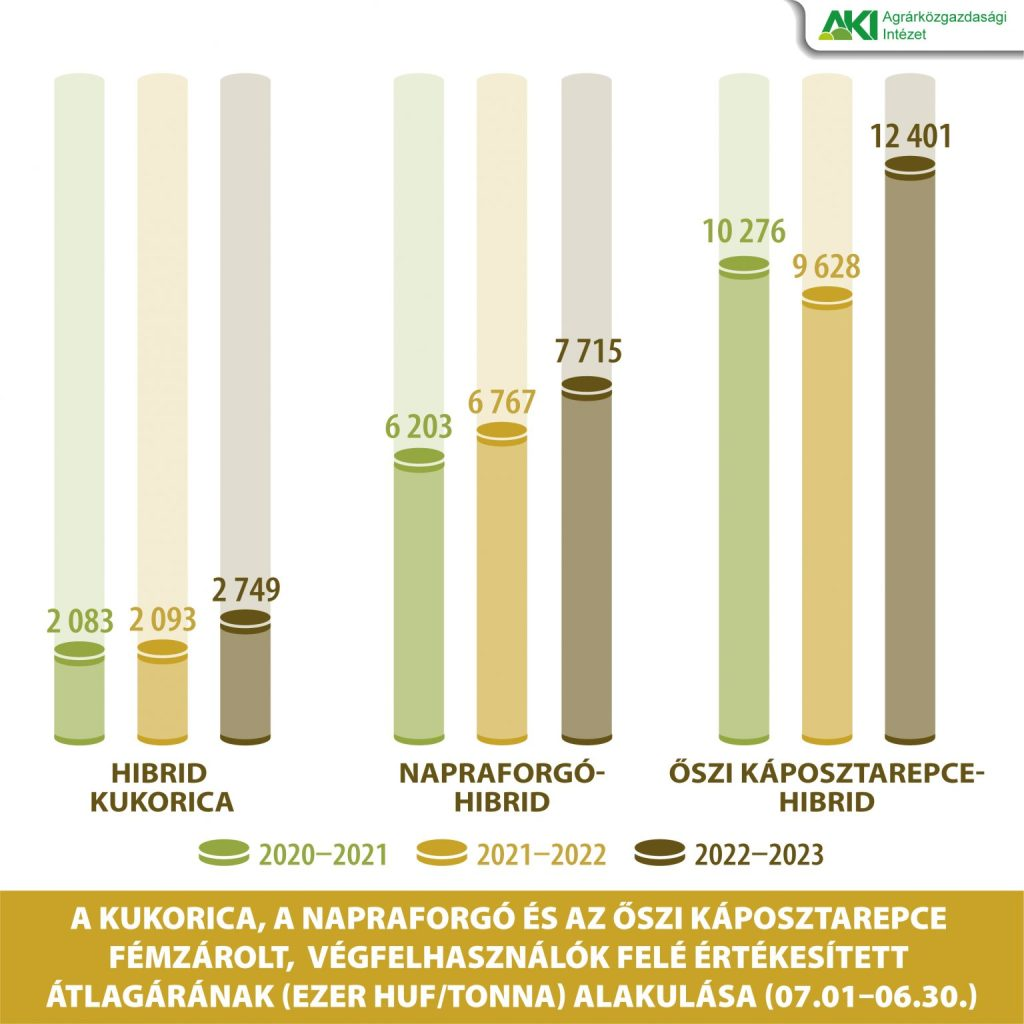 AKI Agrárközgazdasági
Intézet
12 401
10 276
9 628
7 715
6 767
6 203
2 749
2 083
2 093
HIBRID
KUKORICA
NAPRAFORGÓ-
HIBRID
ŐSZI KÁPOSZTAREPCE-
HIBRID
2020–2021
2021–2022
2022–2023
A KUKORICA, A NAPRAFORGÓ ÉS AZ ŐSZI KÁPOSZTAREPCE
FÉMZÁROLT, VÉGFELHASZNÁLÓK FELÉ ÉRTÉKESÍTETT
ÁTLAGÁRÁNAK (EZER HUF/TONNA) ALAKULÁSA (07.01–06.30.)